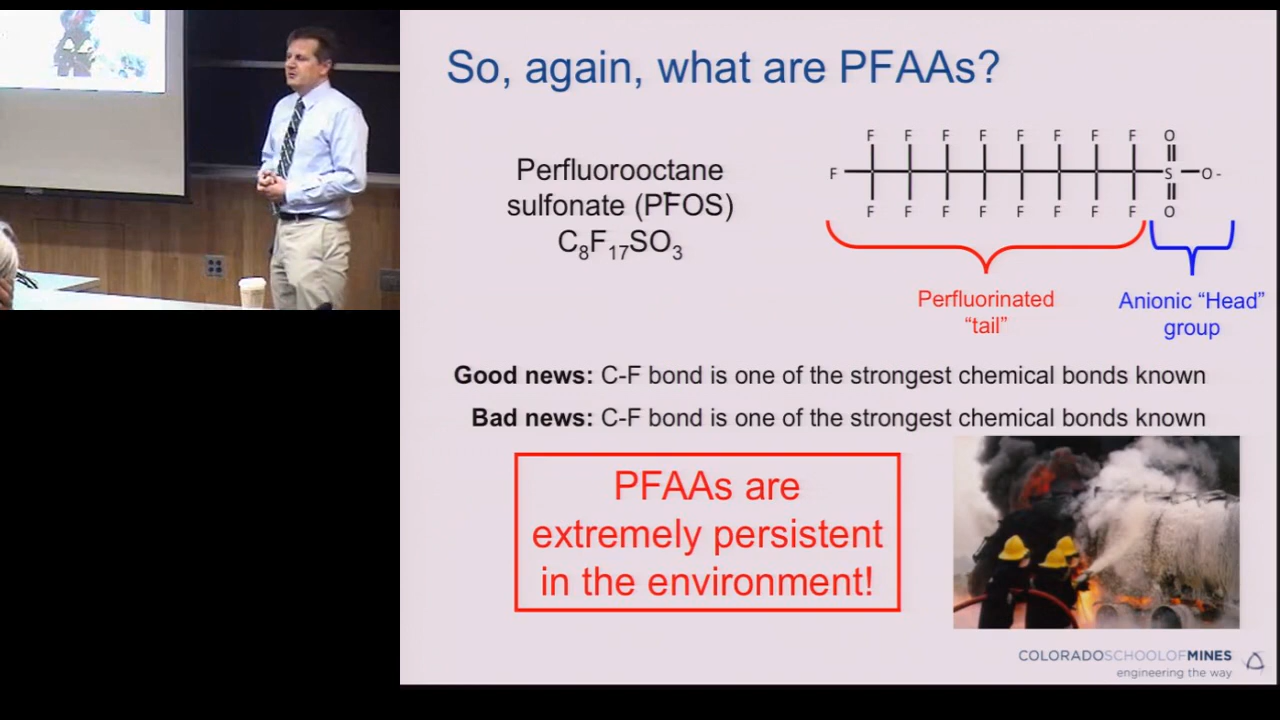 So, again, what are PFAAs?
Perfluorooctane
sulfonate (PFOS)
C8F17SO3
F F F F F F F F O
F S O-
F F F F F F F F O
Perfluorinated
“tail”
Anionic “Head”
group
Good news: C-F bond is one of the strongest chemical bonds known
Bad news: C-F bond is one of the strongest chemical bonds known
PFAAs are
extremely persistent
in the environment!
COLORADOSCHOOLOFMINES
engineering the way